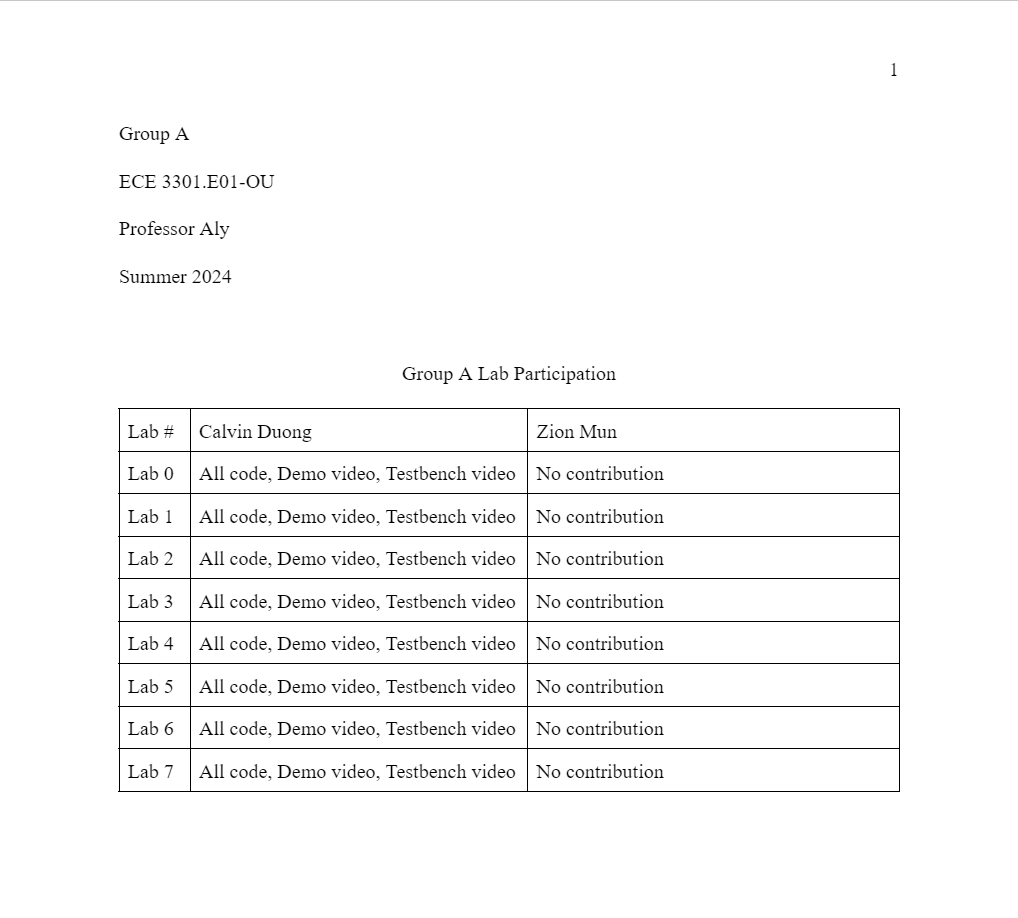 1
Group A
ECE 3301.E01-OU
Professor Aly
Summer 2024
Group A Lab Participation
Lab # Calvin Duong Zion Mun
Lab 0 All code, Demo video, Testbench video No contribution
Lab 1 All code, Demo video, Testbench video No contribution
Lab 2 All code, Demo video, Testbench video No contribution
Lab 3 All code, Demo video, Testbench video No contribution
Lab 4 All code, Demo video, Testbench video No contribution
Lab 5 All code, Demo video, Testbench video No contribution
Lab 6 All code, Demo video, Testbench video No contribution
Lab 7 All code, Demo video, Testbench video No contribution